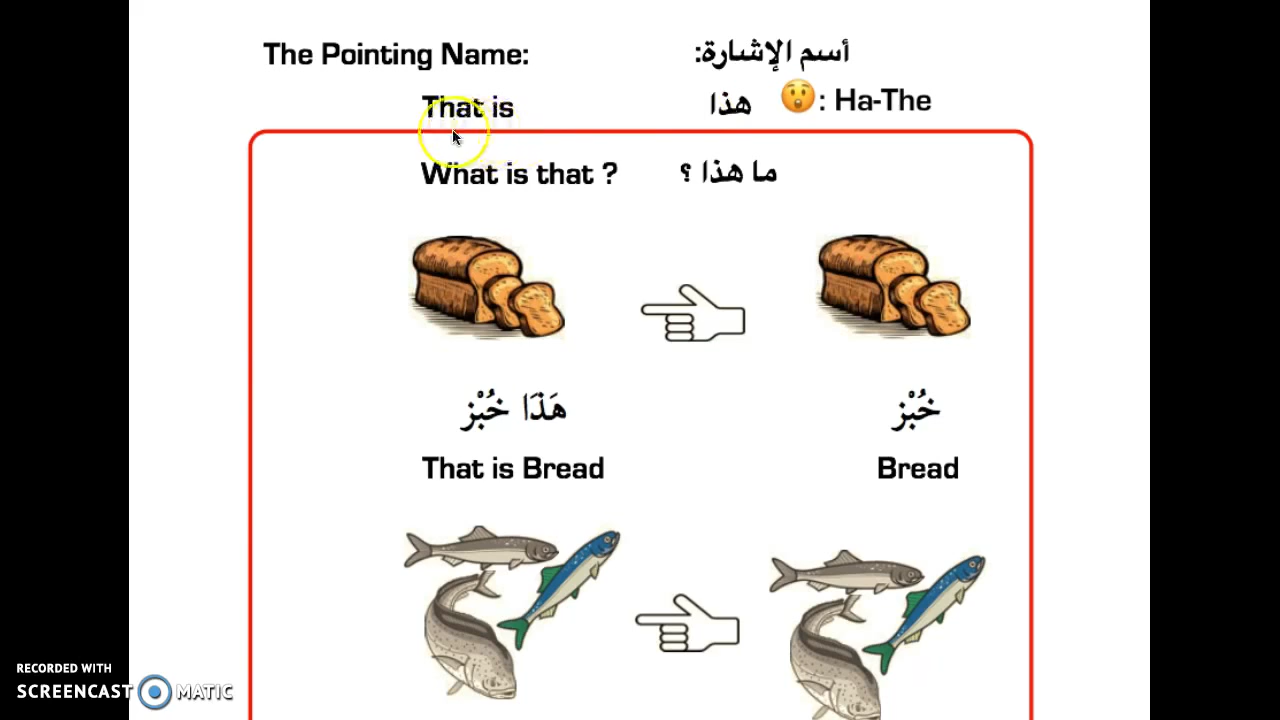 The Pointing Name: أسم الإشارة:
That is هذا 😲: Ha-The
What is that ? ما هذا ؟
هَذَا خُبْز خُبْز
That is Bread Bread
RECORDED WITH
SCREENCAST MATIC